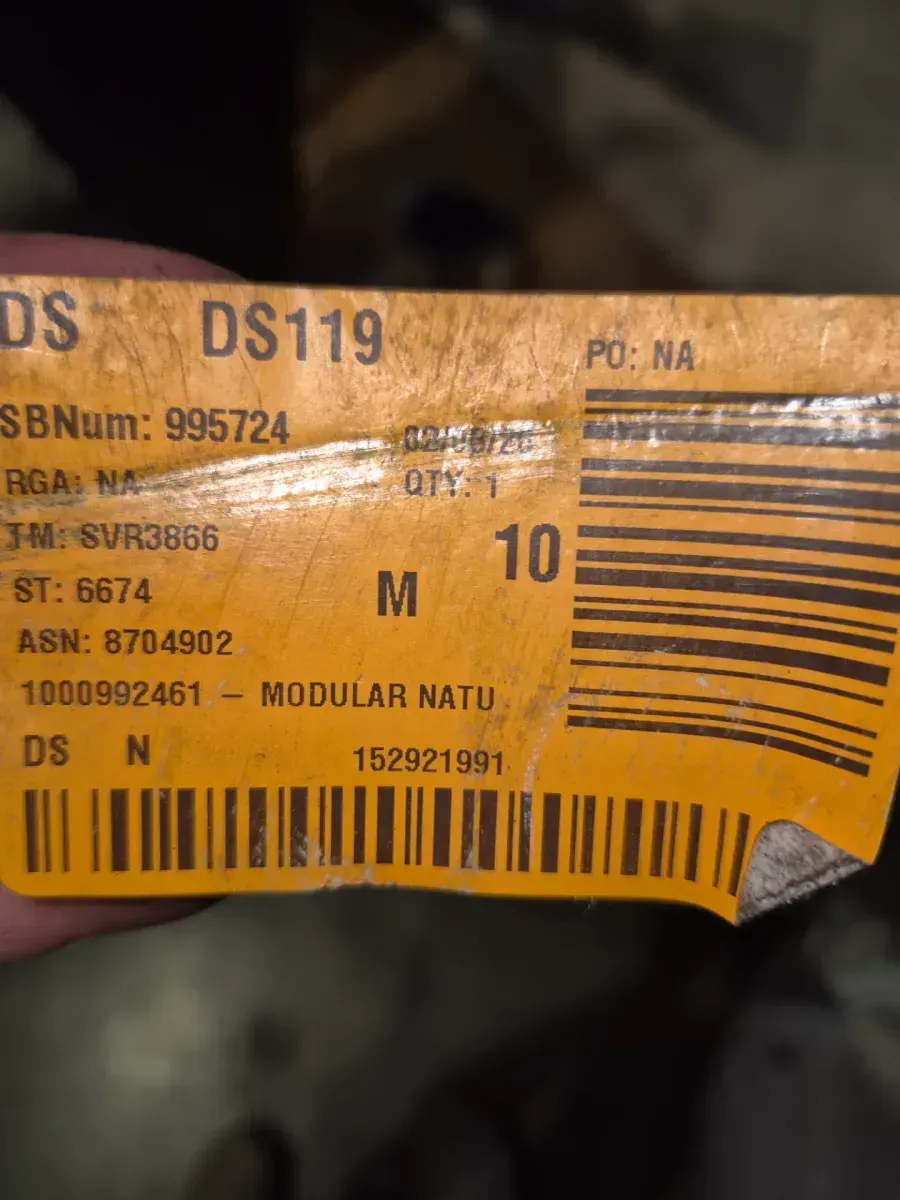 DS DS119
PO: NA
SBNum: 995724
RGA: NA
QTY: 1
TM: SVR3866
10
ST: 6674
M
ASN: 8704902
1000992461 – MODULAR NATU
DS N
152921991